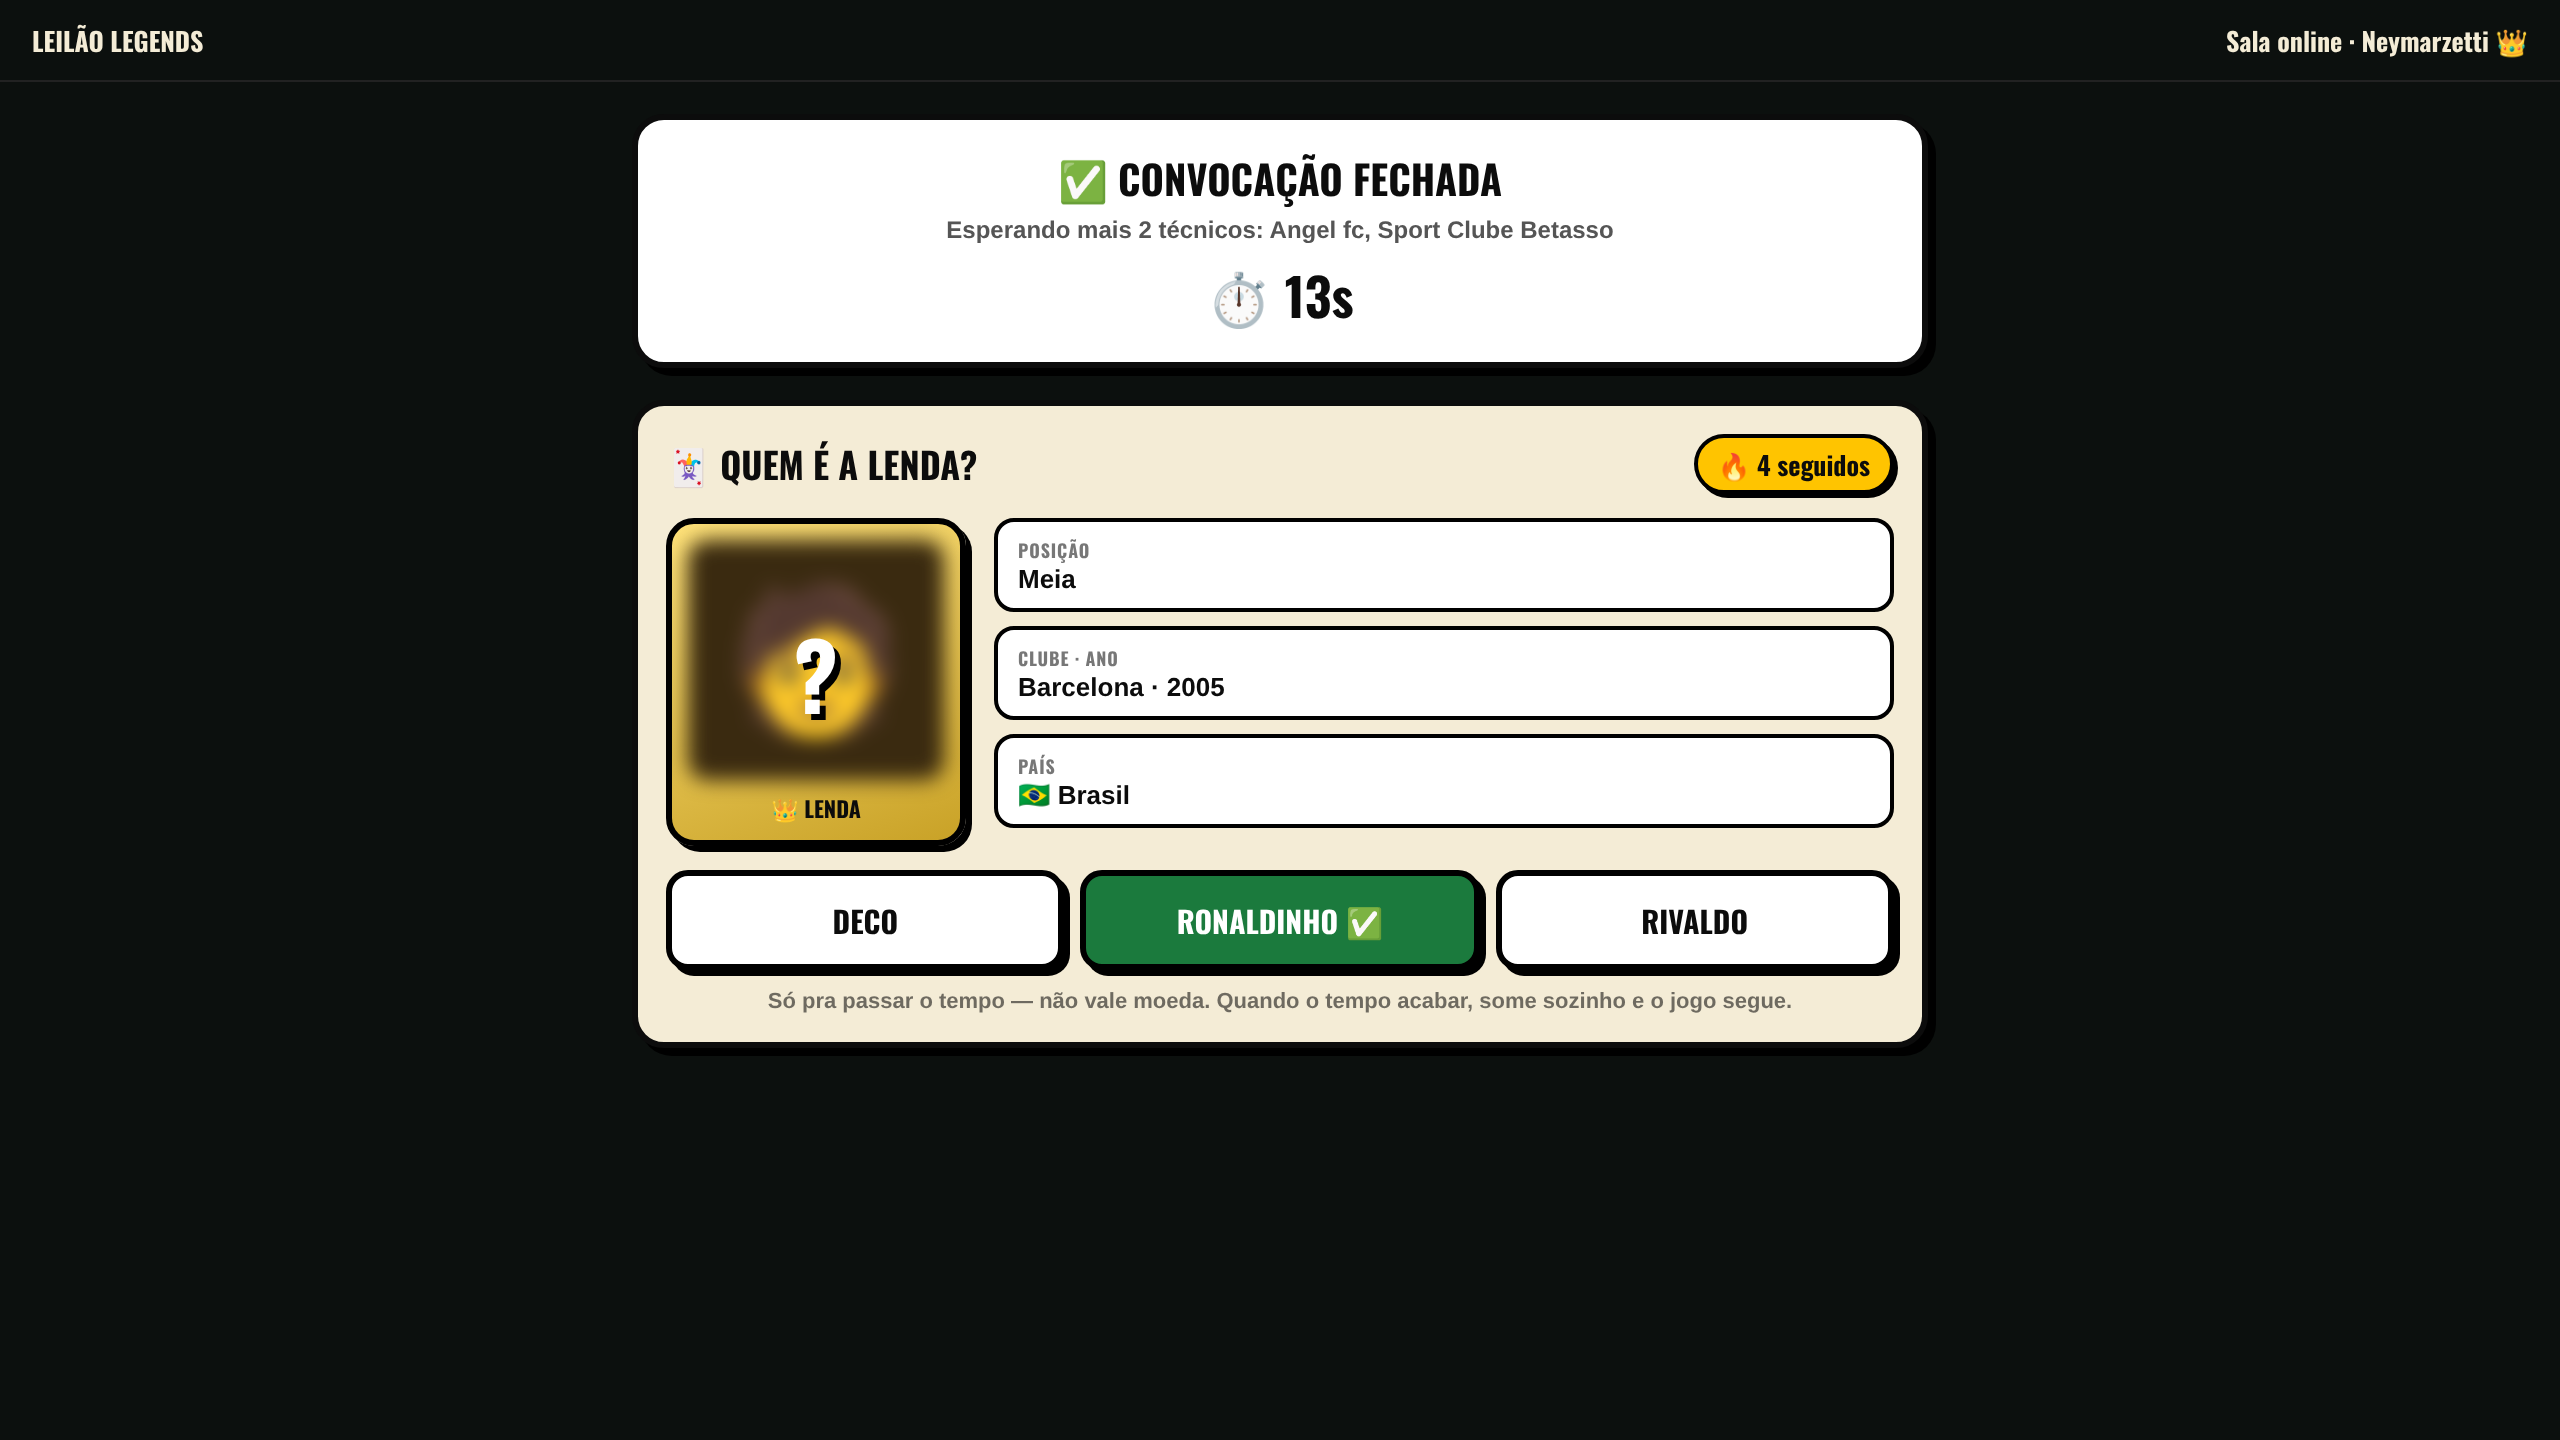 LEILÃO LEGENDS
Sala online · Neymarzetti 👑
✅ CONVOCAÇÃO FECHADA
Esperando mais 2 técnicos: Angel fc, Sport Clube Betasso
⏱️ 13s
🃏 QUEM É A LENDA?
🔥 4 seguidos
?
👑 LENDA
POSIÇÃO
Meia
CLUBE · ANO
Barcelona · 2005
PAÍS
🇧🇷 Brasil
DECO
RONALDINHO ✅
RIVALDO
Só pra passar o tempo — não vale moeda. Quando o tempo acabar, some sozinho e o jogo segue.